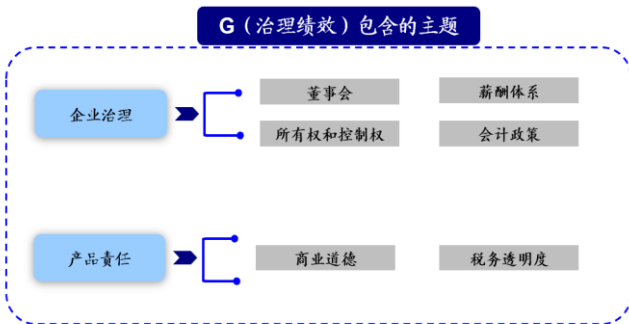 G（治理绩效）包含的主题
企业治理
董事会
薪酬体系
所有权和控制权
会计政策
产品责任
商业道德
税务透明度